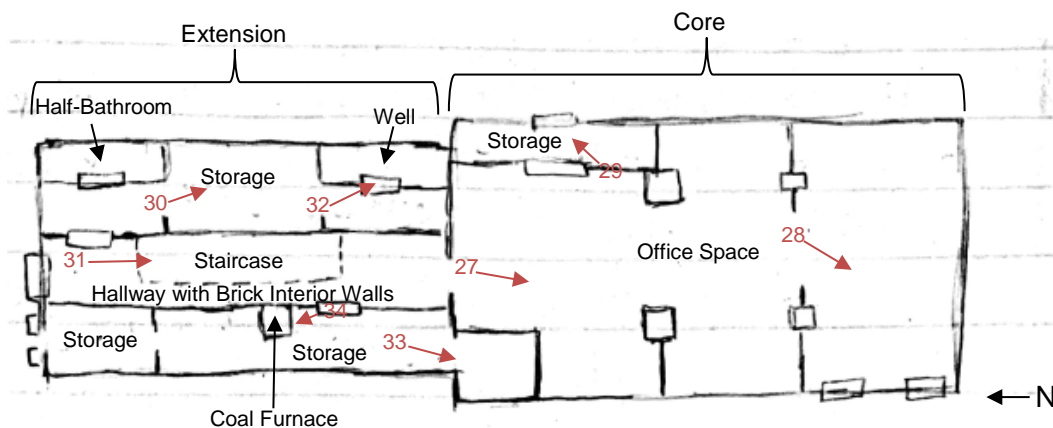 Extension
Core
Half-Bathroom
Well
Storage
29
Storage
30
32
28
Office Space
31
Staircase
27
Hallway with Brick Interior Walls
34
Storage
Storage
33
N
Coal Furnace